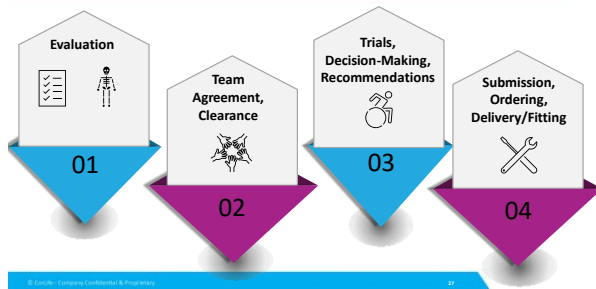 Evaluation
01
Team
Agreement,
Clearance
02
Trials,
Decision-Making,
Recommendations
03
Submission,
Ordering,
Delivery/Fitting
04
© CorLife - Company Confidential & Proprietary
27